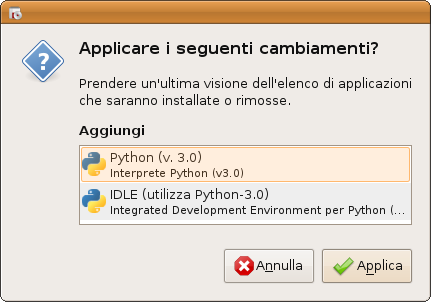 Applicare i seguenti cambiamenti?
Prendere un'ultima visione dell'elenco di applicazioni
che saranno installate o rimosse.
Aggiungi
Python (v. 3.0)
Interprete Python (v3.0)
IDLE (utilizza Python-3.0)
Integrated Development Environment per Python (...
Annulla
Applica